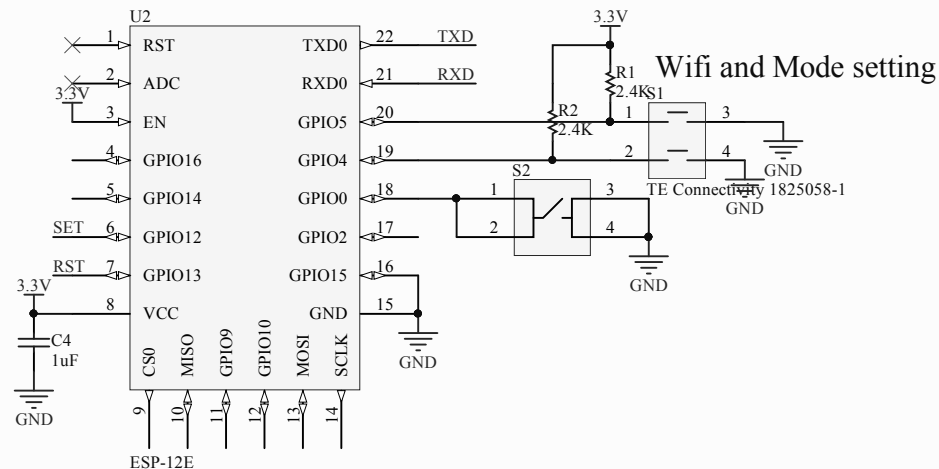 U2
3.3V
1 RST TXD0 22 TXD
Wifi and Mode setting
2 ADC RXD0 21 RXD
R1
2.4K
S1
3.3V
3 EN GPIO5 20 1 3
R2
2.4K
GND
4 GPIO16 GPIO4 19 2 4
TE Connectivity 1825058-1
GND
S2
5 GPIO14 GPIO0 18 1 3
SET 6 GPIO12 GPIO2 17 2 4
RST 7 GPIO13 GPIO15 16
GND
3.3V
8 VCC GND 15
C4
1uF
GND
GND
CS0 MISO GPIO9 GPIO10 MOSI SCLK
9 10 11 12 13 14
ESP-12E